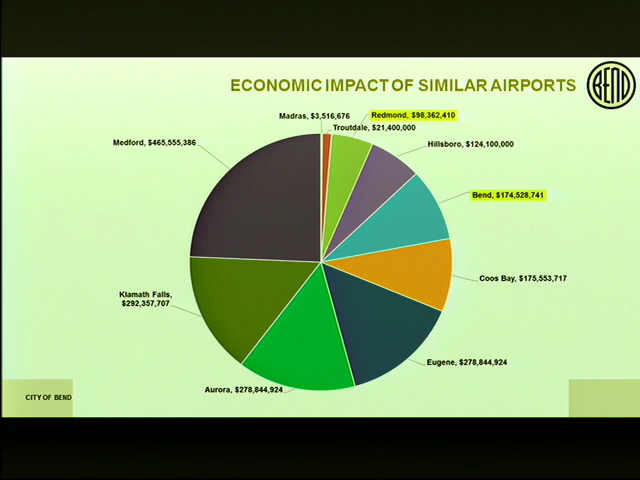 ECONOMIC IMPACT OF SIMILAR AIRPORTS
BEND
Madras, $3,516,676
Redmond, $98,362,410
Troutdale, $21,400,000
Medford, $465,555,386
Hillsboro, $124,100,000
Bend, $174,528,741
Coos Bay, $175,553,717
Klamath Falls,
$292,357,707
Eugene, $278,844,924
Aurora, $278,844,924
CITY OF BEND